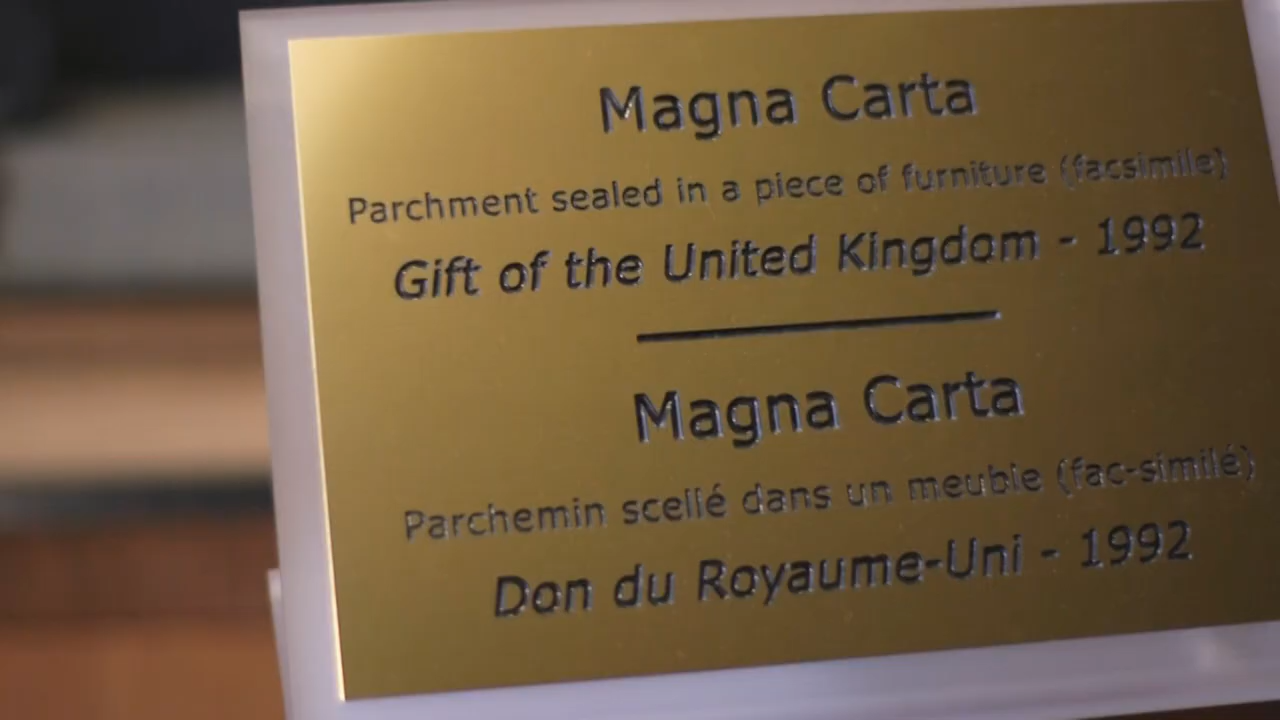 Magna Carta
Parchment sealed in a piece of furniture (facsimile)
Gift of the United Kingdom - 1992
Magna Carta
Parchemin scellé dans un meuble (fac-similé)
Don du Royaume-Uni - 1992